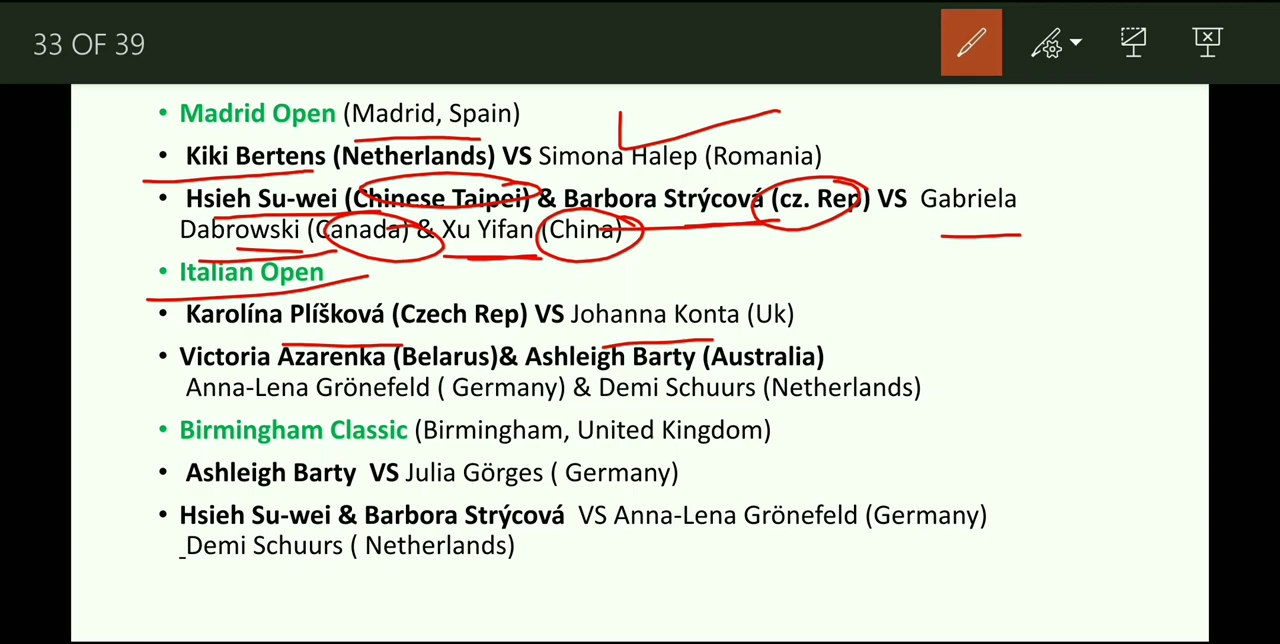 33 OF 39
• Madrid Open (Madrid, Spain)
• Kiki Bertens (Netherlands) VS Simona Halep (Romania)
• Hsieh Su-wei (Chinese Taipei) & Barbora Strýcová (cz. Rep) VS Gabriela
Dabrowski (Canada) & Xu Yifan (China)
• Italian Open
• Karolína Plíšková (Czech Rep) VS Johanna Konta (Uk)
• Victoria Azarenka (Belarus)& Ashleigh Barty (Australia)
Anna-Lena Grönefeld ( Germany) & Demi Schuurs (Netherlands)
• Birmingham Classic (Birmingham, United Kingdom)
• Ashleigh Barty VS Julia Görges ( Germany)
• Hsieh Su-wei & Barbora Strýcová VS Anna-Lena Grönefeld (Germany)
_Demi Schuurs ( Netherlands)